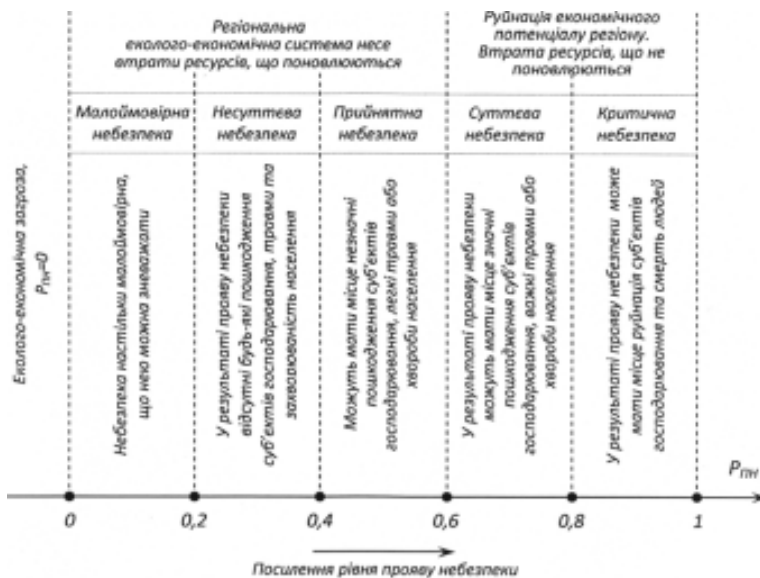 Регіональна
еколого-економічна система несе
втрати ресурсів, що поновлюються
Руйнація економічного
потенціалу регіону.
Втрата ресурсів, що не
поновлюються
Малоймовірна
небезпека
Несуттєва
небезпека
Прийнятна
небезпека
Суттєва
небезпека
Критична
небезпека
Еколого-економічна загроза,
Pпн=0
Небезпека настільки малоймовірна,
що нею можна зневажати
У результаті прояву небезпеки
відсутні будь-які пошкодження
суб'єктів господарювання, травми та
захворюваність населення
Можуть мати місце незначні
пошкодження суб'єктів
господарювання, легкі травми або
хвороби населення
У результаті прояву небезпеки
можуть мати місце значні
пошкодження суб'єктів
господарювання, важкі травми або
хвороби населення
У результаті прояву небезпеки може
мати місце руйнація суб'єктів
господарювання та смерть людей
Pпн
0
0,2
0,4
0,6
0,8
1
Посилення рівня прояву небезпеки